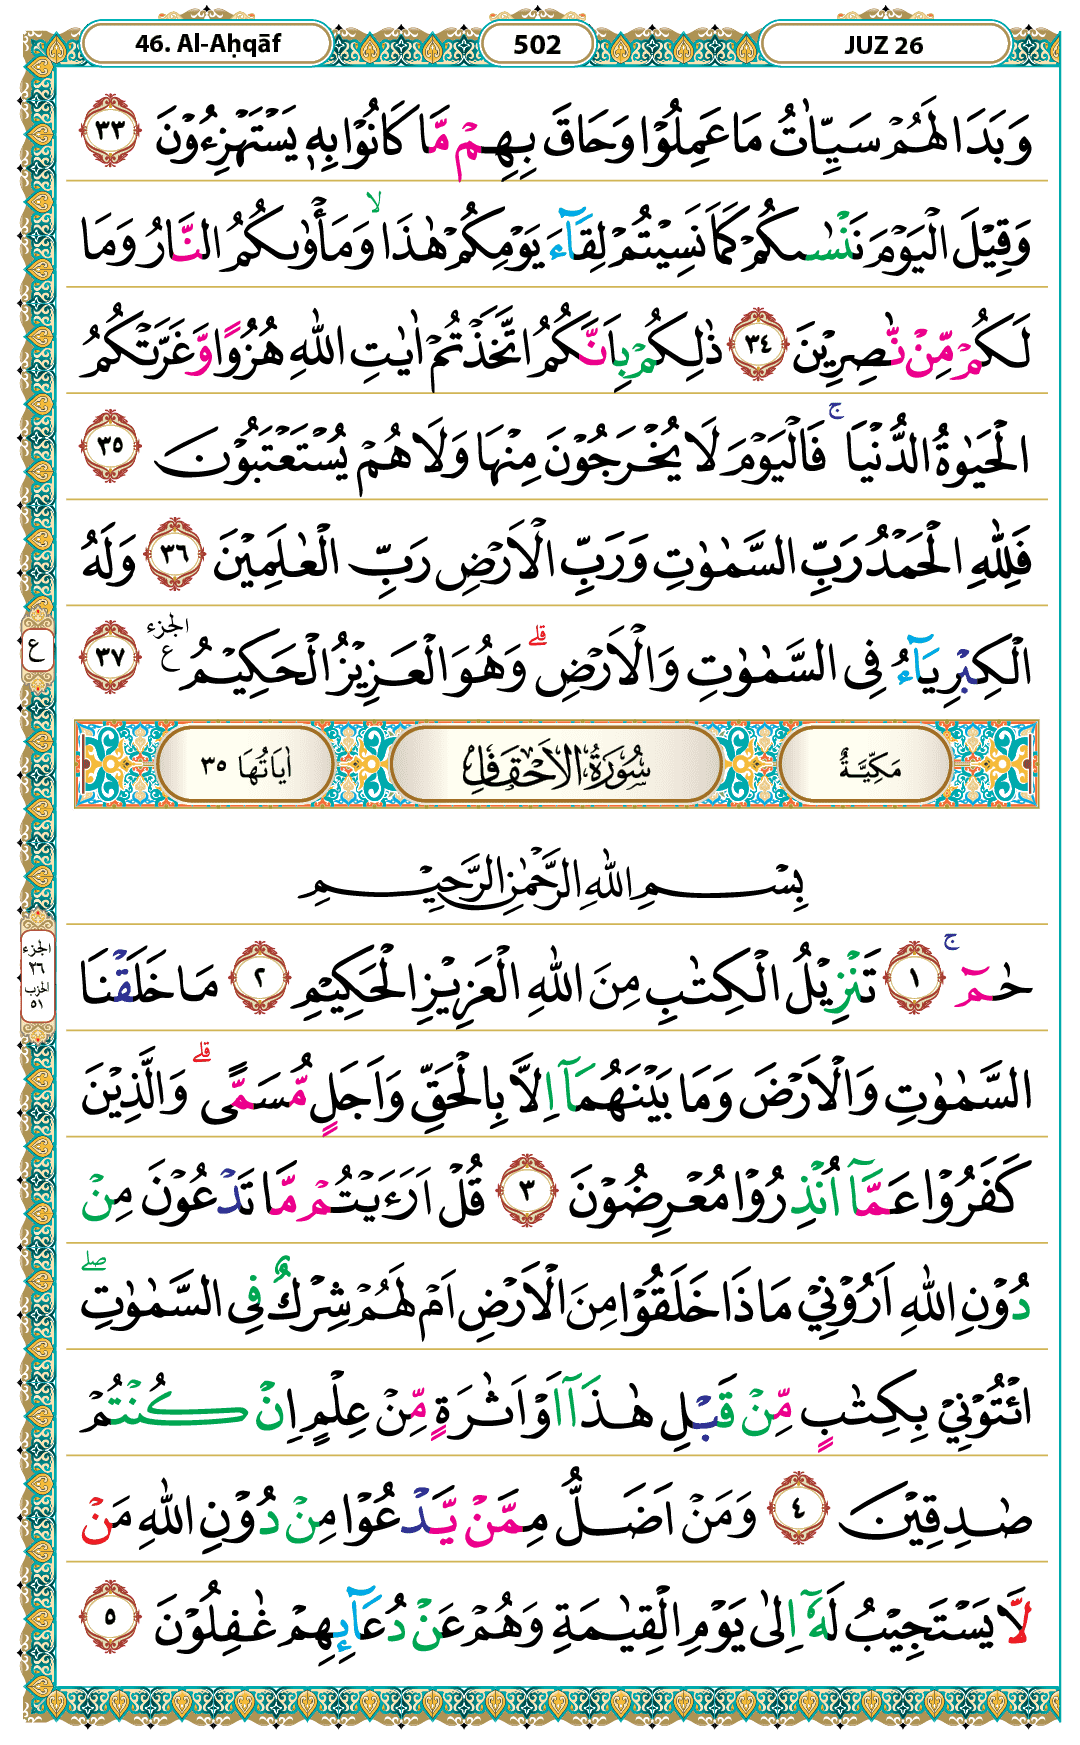 46. Al-Aḥqāf
502
JUZ 26
وَبَدَا لَهُمْ سَيِّاٰتُ مَا عَمِلُوْا وَحَاقَ بِهِمْ مَّا كَانُوْا بِهٖ يَسْتَهْزِءُوْنَ ٣٣
وَقِيْلَ الْيَوْمَ نَنْسٰىكُمْ كَمَا نَسِيْتُمْ لِقَآءَ يَوْمِكُمْ هٰذَا ۙ وَمَأْوٰىكُمُ النَّارُ وَمَا
لَكُمْ مِّنْ نّٰصِرِيْنَ ٣٤ ذٰلِكُمْ بِاَنَّكُمُ اتَّخَذْتُمْ اٰيٰتِ اللّٰهِ هُزُوًا وَّغَرَّتْكُمُ
الْحَيٰوةُ الدُّنْيَا ۚ فَالْيَوْمَ لَا يُخْرَجُوْنَ مِنْهَا وَلَا هُمْ يُسْتَعْتَبُوْنَ ٣٥
فَلِلّٰهِ الْحَمْدُ رَبِّ السَّمٰوٰتِ وَرَبِّ الْاَرْضِ رَبِّ الْعٰلَمِيْنَ ٣٦ وَلَهُ
الْكِبْرِيَآءُ فِى السَّمٰوٰتِ وَالْاَرْضِ ۗ وَهُوَ الْعَزِيْزُ الْحَكِيْمُ الجزء ع ٣٧
ع
مَكِّيَّةٌ
سُوْرَةُ الْاَحْقَافِ
اٰيَاتُهَا ٣٥
بِسْمِ اللّٰهِ الرَّحْمٰنِ الرَّحِيْمِ
حٰمٓ ۚ ١ تَنْزِيْلُ الْكِتٰبِ مِنَ اللّٰهِ الْعَزِيْزِ الْحَكِيْمِ ٢ مَا خَلَقْنَا
الجزء
٢٦
الحزب
٥١
السَّمٰوٰتِ وَالْاَرْضَ وَمَا بَيْنَهُمَآ اِلَّا بِالْحَقِّ وَاَجَلٍ مُّسَمًّى ۗ وَالَّذِيْنَ
كَفَرُوْا عَمَّآ اُنْذِرُوْا مُعْرِضُوْنَ ٣ قُلْ اَرَءَيْتُمْ مَّا تَدْعُوْنَ مِنْ
دُوْنِ اللّٰهِ اَرُوْنِيْ مَاذَا خَلَقُوْا مِنَ الْاَرْضِ اَمْ لَهُمْ شِرْكٌ فِى السَّمٰوٰتِ ۖ
ائْتُوْنِيْ بِكِتٰبٍ مِّنْ قَبْلِ هٰذَآ اَوْ اَثٰرَةٍ مِّنْ عِلْمٍ اِنْ كُنْتُمْ
صٰدِقِيْنَ ٤ وَمَنْ اَضَلُّ مِمَّنْ يَّدْعُوْا مِنْ دُوْنِ اللّٰهِ مَنْ
لَّا يَسْتَجِيْبُ لَهٗٓ اِلٰى يَوْمِ الْقِيٰمَةِ وَهُمْ عَنْ دُعَآىِٕهِمْ غٰفِلُوْنَ ٥